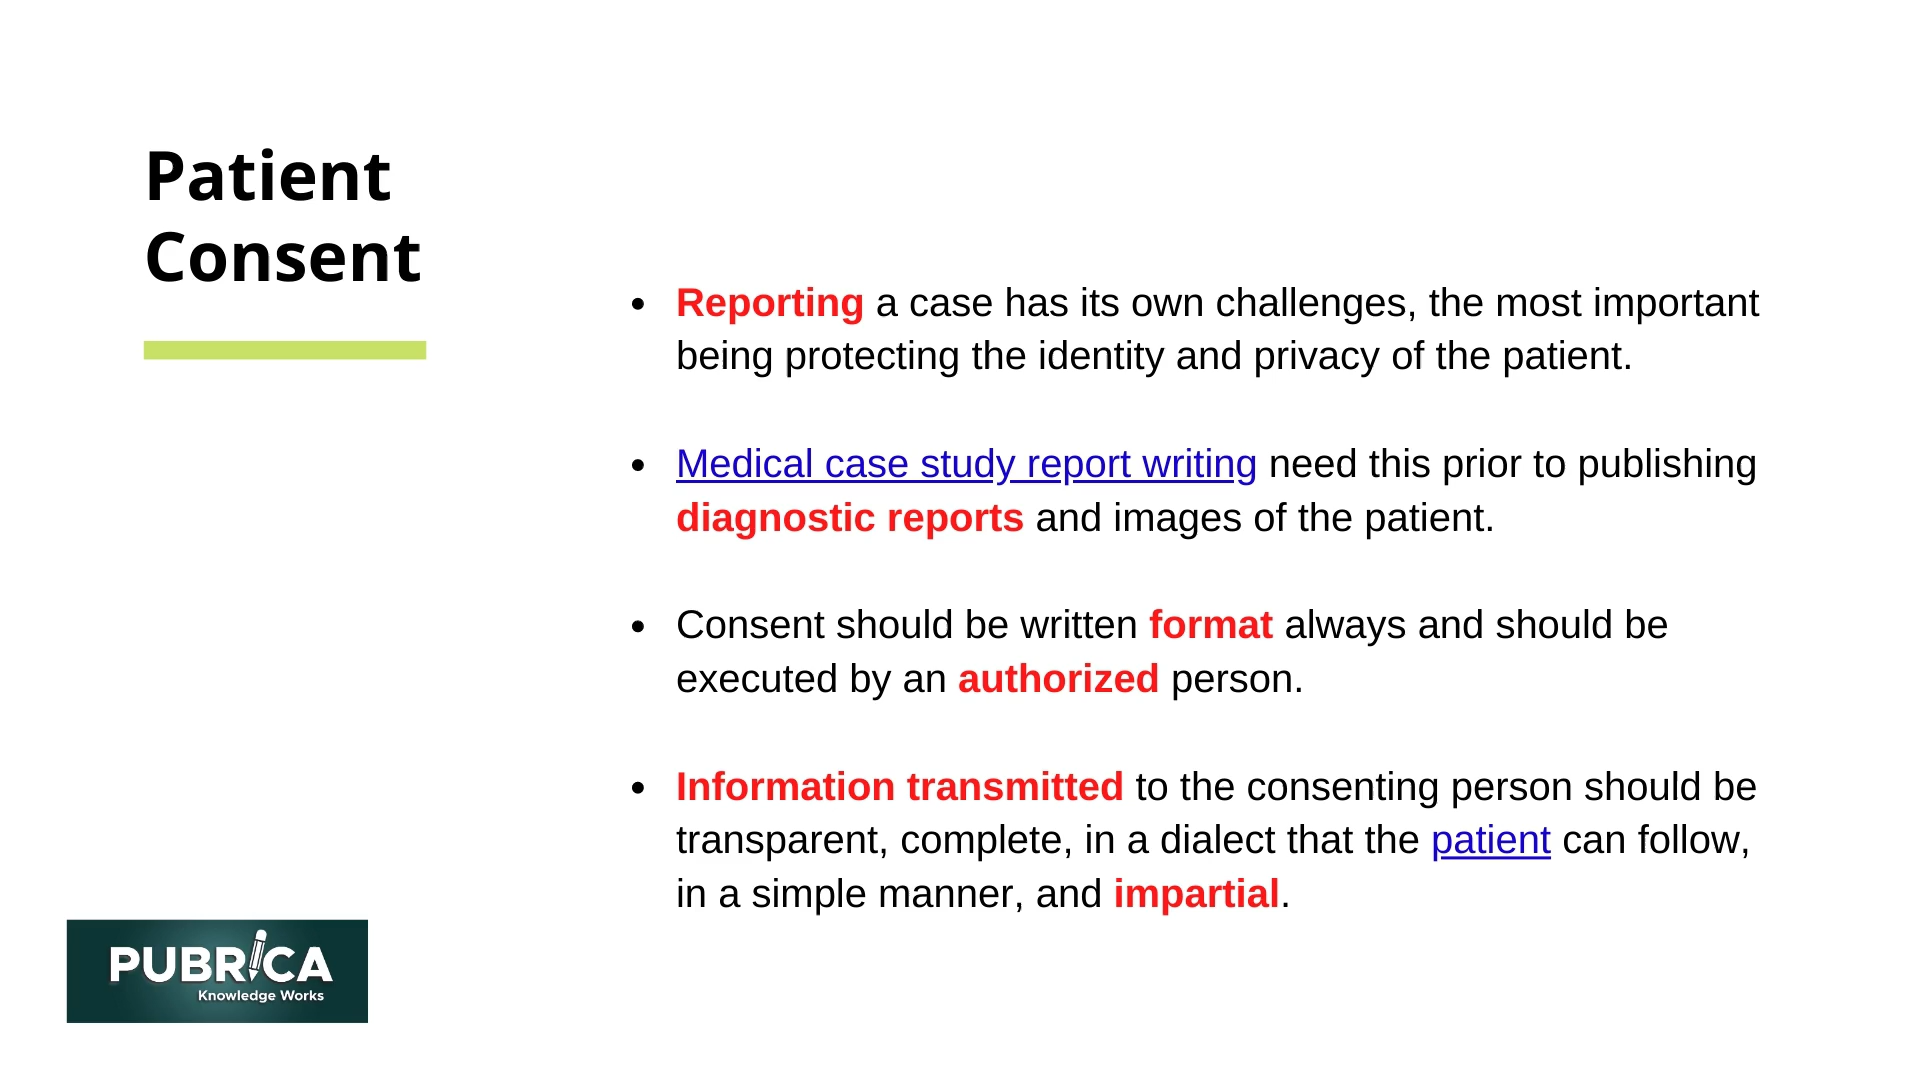 Patient
Consent
• Reporting a case has its own challenges, the most important
being protecting the identity and privacy of the patient.
• Medical case study report writing need this prior to publishing
diagnostic reports and images of the patient.
• Consent should be written format always and should be
executed by an authorized person.
• Information transmitted to the consenting person should be
transparent, complete, in a dialect that the patient can follow,
in a simple manner, and impartial.
PUBRICA
Knowledge Works